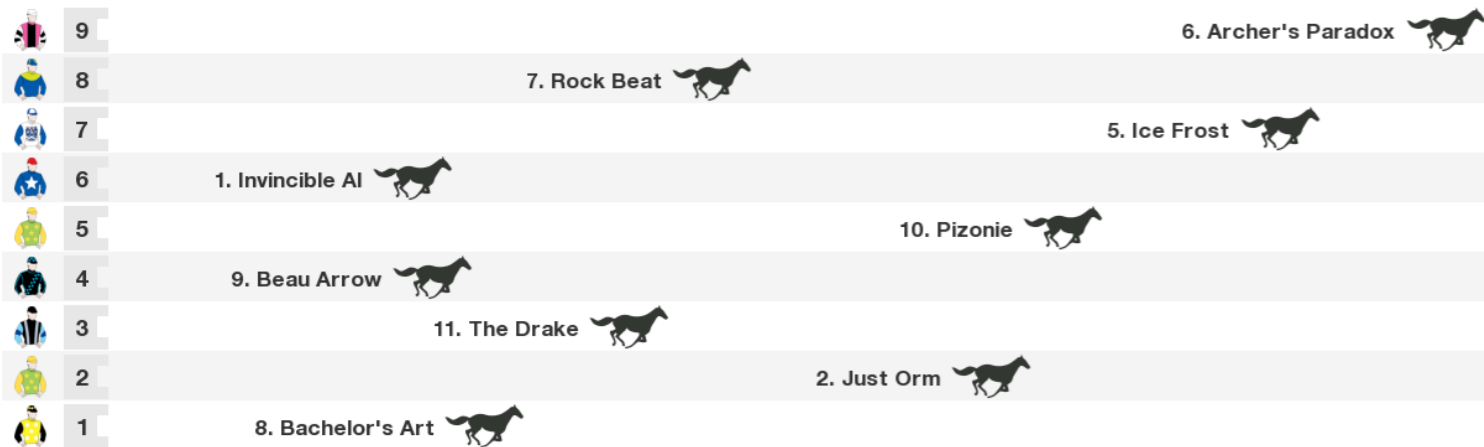 9 6. Archer's Paradox
8 7. Rock Beat
7 5. Ice Frost
6 1. Invincible Al
5 10. Pizonie
4 9. Beau Arrow
3 11. The Drake
2 2. Just Orm
1 8. Bachelor's Art